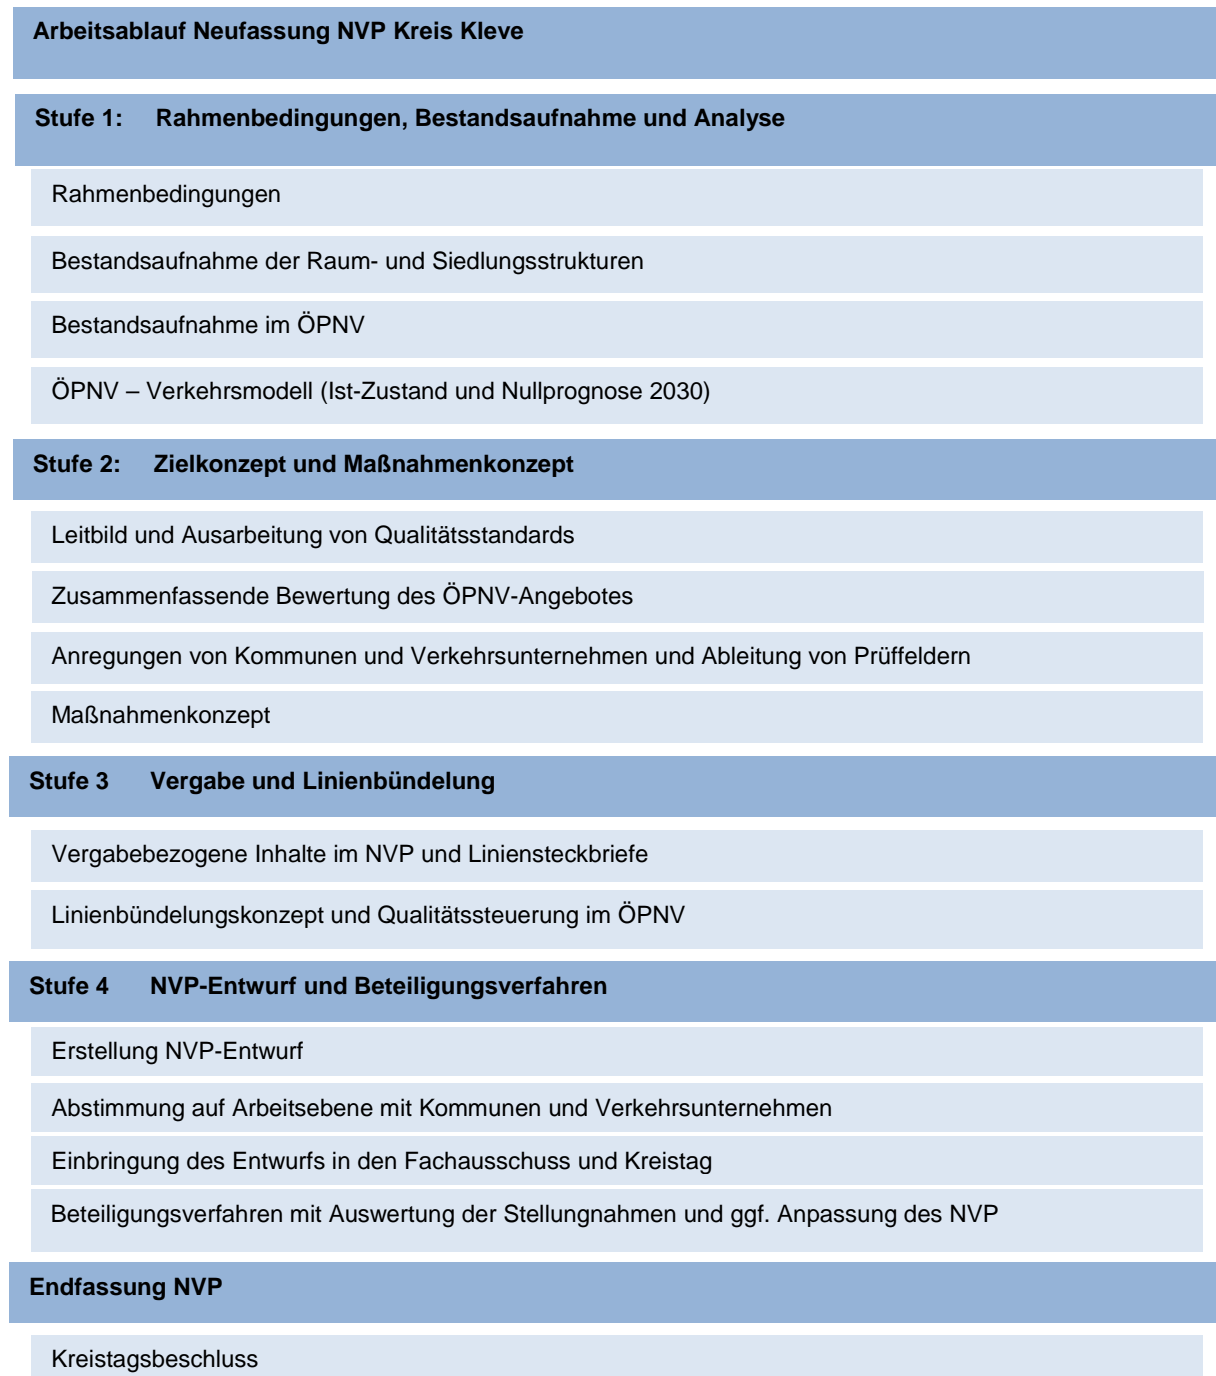 Arbeitsablauf Neufassung NVP Kreis Kleve
Stufe 1: Rahmenbedingungen, Bestandsaufnahme und Analyse
Rahmenbedingungen
Bestandsaufnahme der Raum- und Siedlungsstrukturen
Bestandsaufnahme im ÖPNV
ÖPNV – Verkehrsmodell (Ist-Zustand und Nullprognose 2030)
Stufe 2: Zielkonzept und Maßnahmenkonzept
Leitbild und Ausarbeitung von Qualitätsstandards
Zusammenfassende Bewertung des ÖPNV-Angebotes
Anregungen von Kommunen und Verkehrsunternehmen und Ableitung von Prüffeldern
Maßnahmenkonzept
Stufe 3 Vergabe und Linienbündelung
Vergabebezogene Inhalte im NVP und Liniensteckbriefe
Linienbündelungskonzept und Qualitätssteuerung im ÖPNV
Stufe 4 NVP-Entwurf und Beteiligungsverfahren
Erstellung NVP-Entwurf
Abstimmung auf Arbeitsebene mit Kommunen und Verkehrsunternehmen
Einbringung des Entwurfs in den Fachausschuss und Kreistag
Beteiligungsverfahren mit Auswertung der Stellungnahmen und ggf. Anpassung des NVP
Endfassung NVP
Kreistagsbeschluss